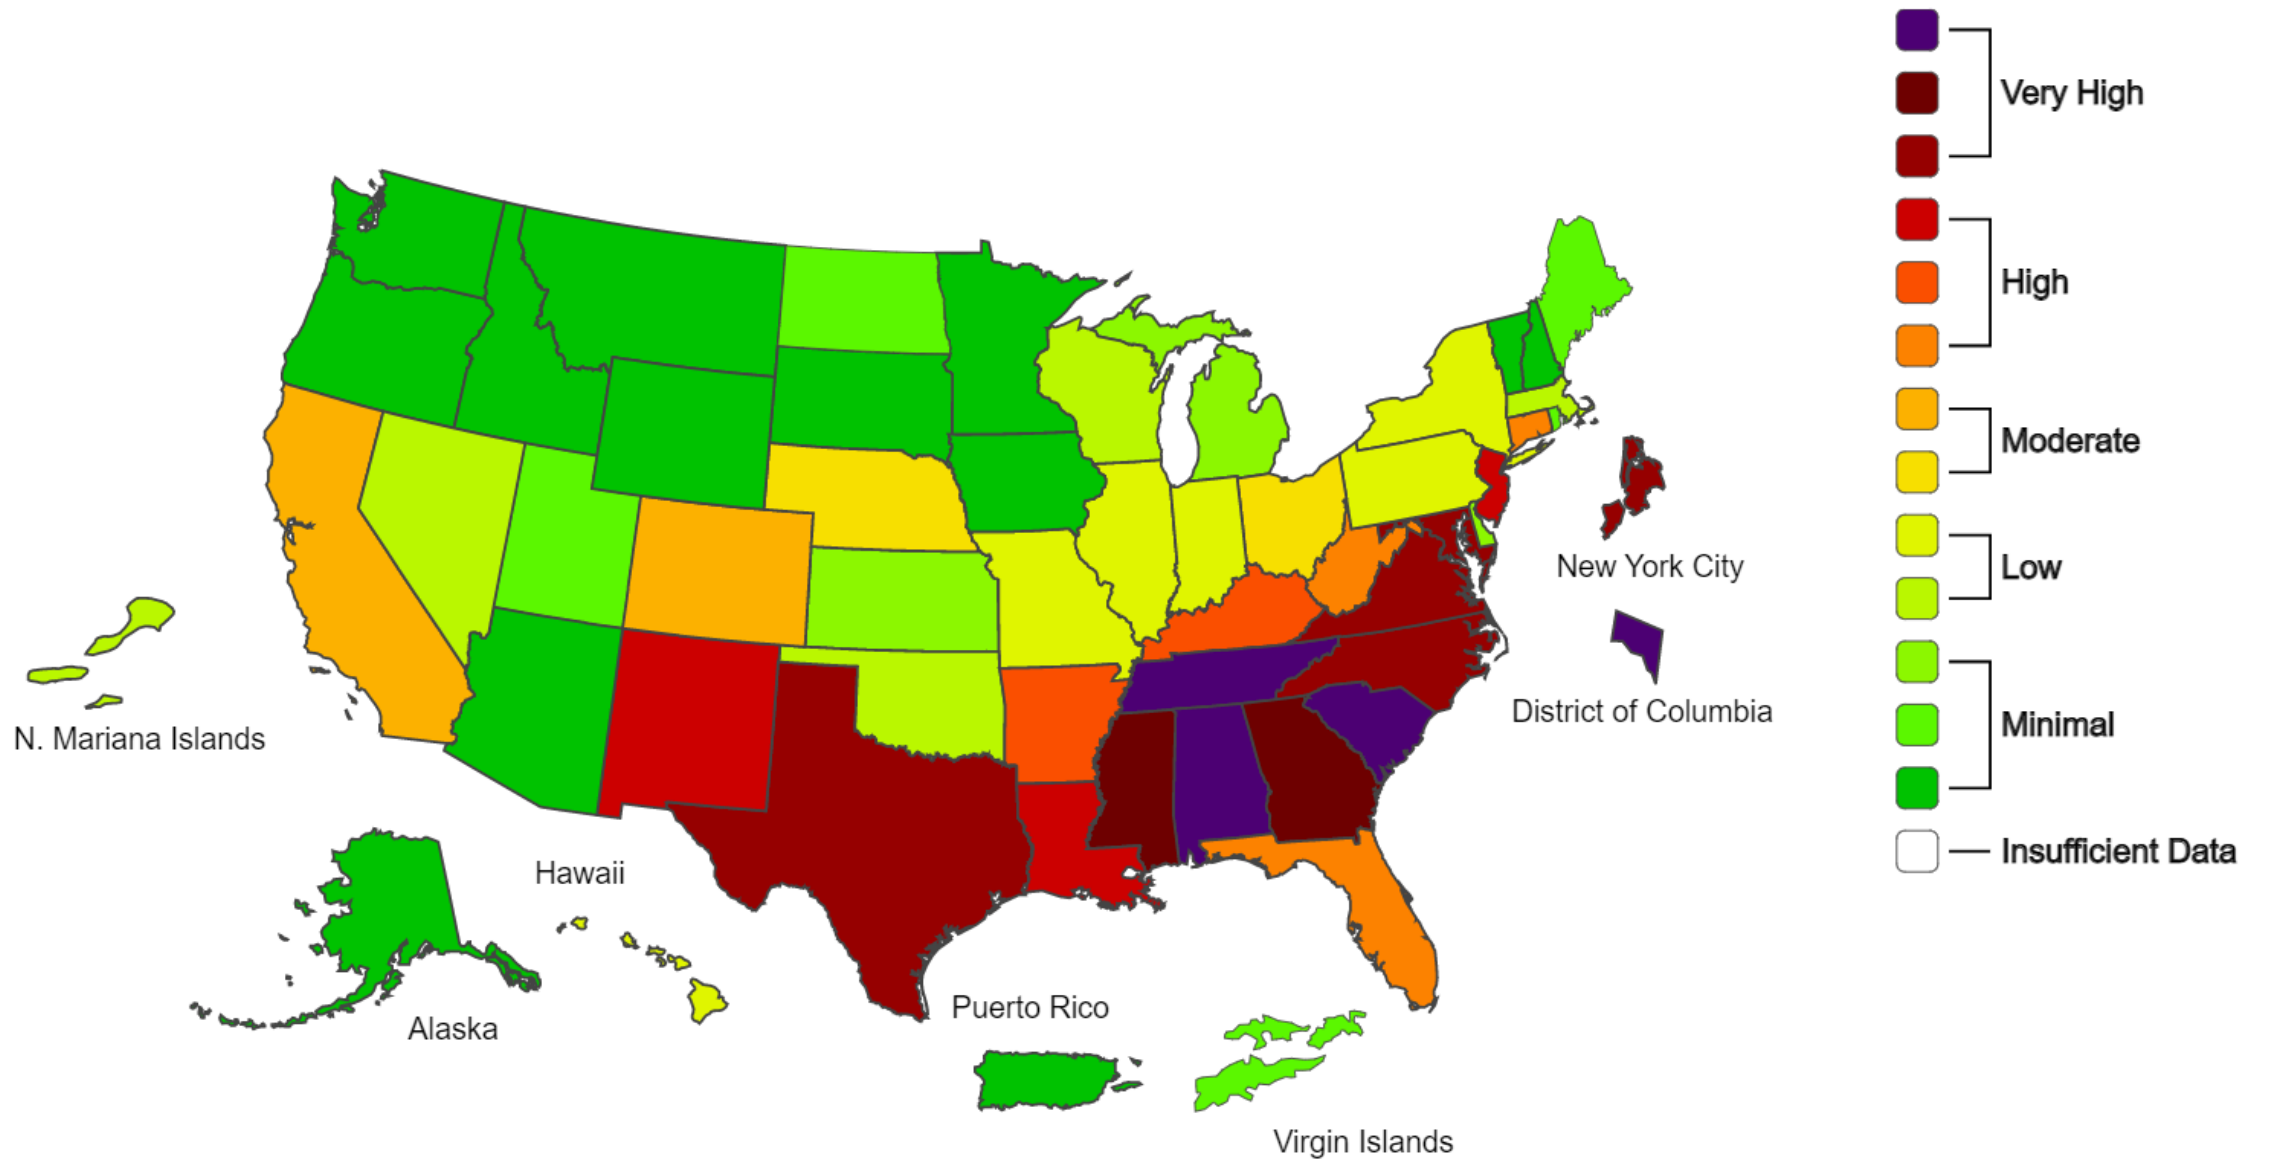 Very High
High
Moderate
Low
Minimal
Insufficient Data
New York City
District of Columbia
N. Mariana Islands
Hawaii
Alaska
Puerto Rico
Virgin Islands